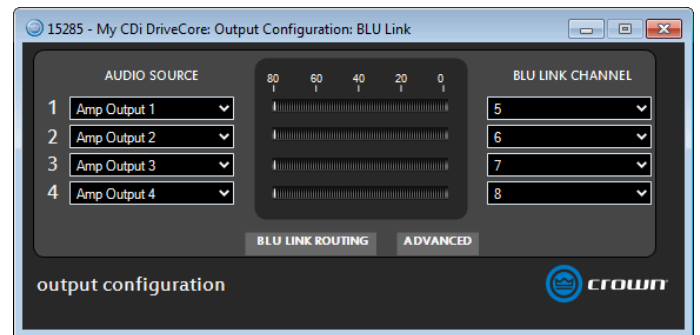 15285 - My CDi DriveCore: Output Configuration: BLU Link
AUDIO SOURCE
80 60 40 20 0
BLU LINK CHANNEL
1 Amp Output 1 5
2 Amp Output 2 6
3 Amp Output 3 7
4 Amp Output 4 8
BLU LINK ROUTING ADVANCED
output configuration crown